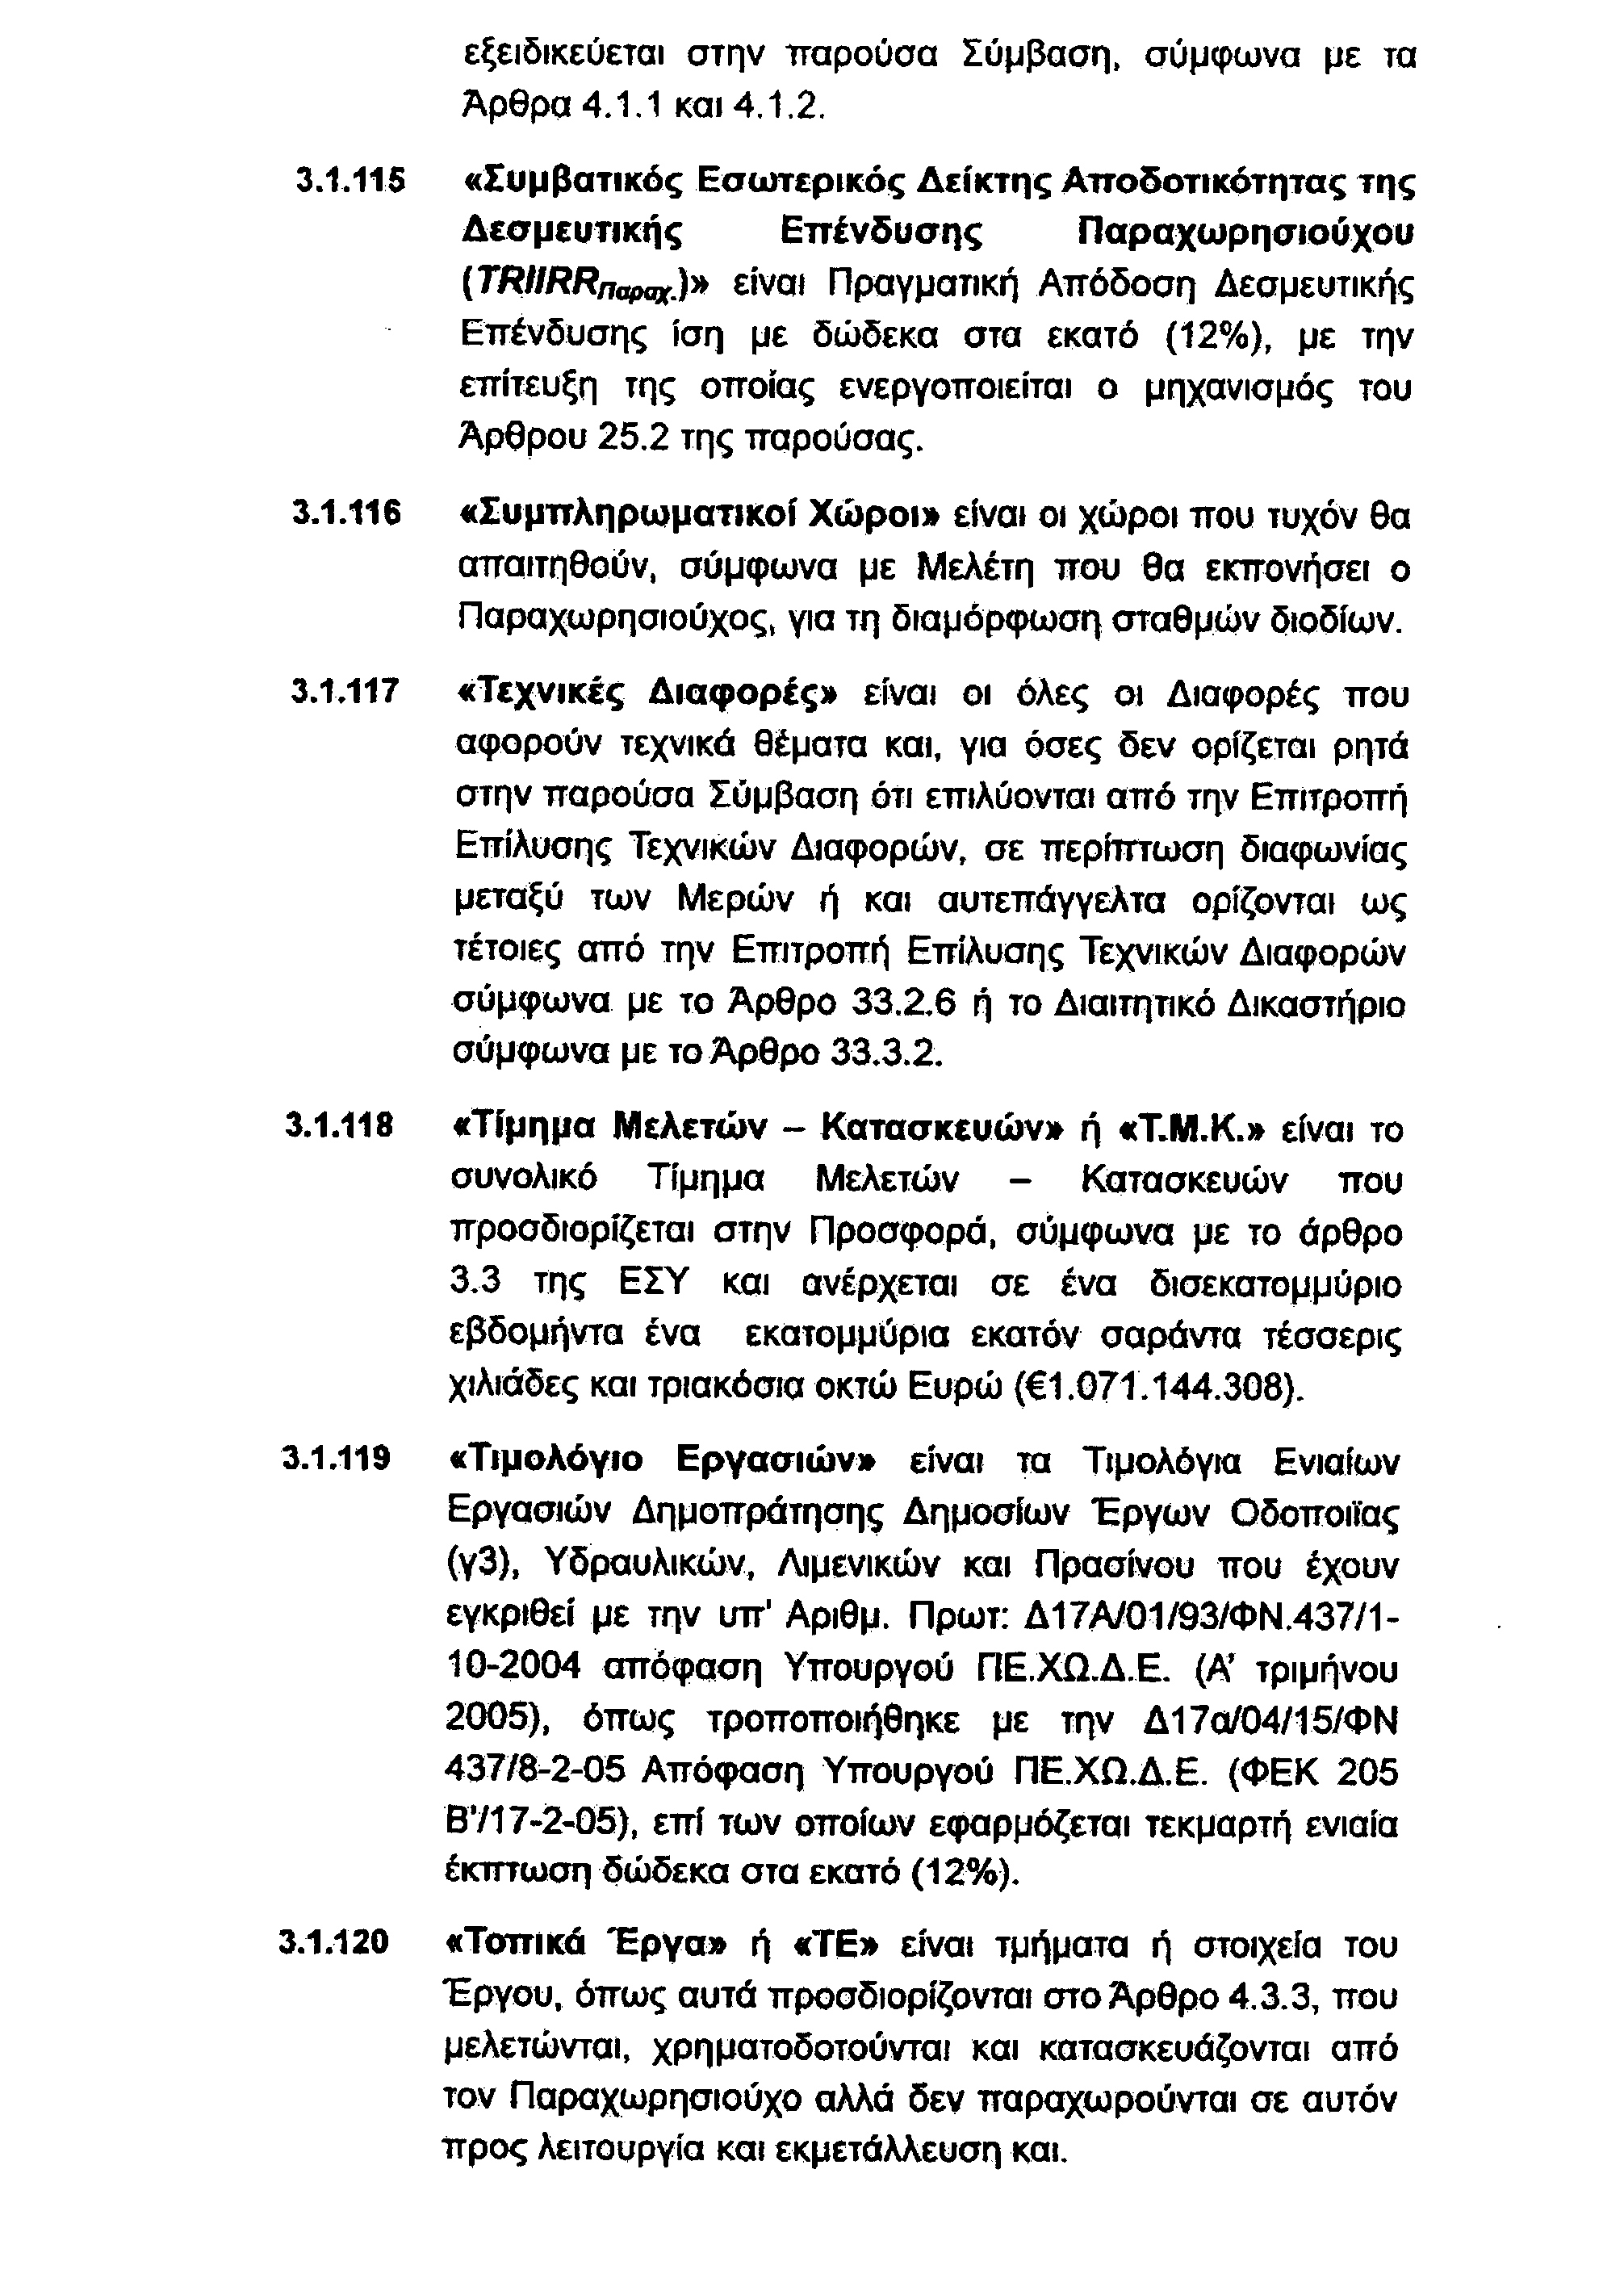 εξειδικεύεται στην παρούσα Σύμβαση, σύμφωνα με τα
Άρθρα 4.1.1 και 4.1.2.
3.1.115 «Συμβατικός Εσωτερικός Δείκτης Αποδοτικότητας της
Δεσμευτικής Επένδυσης Παραχωρησιούχου
(TRIIRRΠαραχ.)» είναι Πραγματική Απόδοση Δεσμευτικής
Επένδυσης ίση με δώδεκα στα εκατό (12%), με την
επίτευξη της οποίας ενεργοποιείται ο μηχανισμός του
Άρθρου 25.2 της παρούσας.
3.1.116 «Συμπληρωματικοί Χώροι» είναι οι χώροι που τυχόν θα
απαιτηθούν, σύμφωνα με Μελέτη που θα εκπονήσει ο
Παραχωρησιούχος, για τη διαμόρφωση σταθμών διοδίων.
3.1.117 «Τεχνικές Διαφορές» είναι οι όλες οι Διαφορές που
αφορούν τεχνικά θέματα και, για όσες δεν ορίζεται ρητά
στην παρούσα Σύμβαση ότι επιλύονται από την Επιτροπή
Επίλυσης Τεχνικών Διαφορών, σε περίπτωση διαφωνίας
μεταξύ των Μερών ή και αυτεπάγγελτα ορίζονται ως
τέτοιες από την Επιτροπή Επίλυσης Τεχνικών Διαφορών
σύμφωνα με το Άρθρο 33.2.6 ή το Διαιτητικό Δικαστήριο
σύμφωνα με το Άρθρο 33.3.2.
3.1.118 «Τίμημα Μελετών – Κατασκευών» ή «Τ.Μ.Κ.» είναι το
συνολικό Τίμημα Μελετών – Κατασκευών που
προσδιορίζεται στην Προσφορά, σύμφωνα με το άρθρο
3.3 της ΕΣΥ και ανέρχεται σε ένα δισεκατομμύριο
εβδομήντα ένα εκατομμύρια εκατόν σαράντα τέσσερις
χιλιάδες και τριακόσια οκτώ Ευρώ (€1.071.144.308).
3.1.119 «Τιμολόγιο Εργασιών» είναι τα Τιμολόγια Ενιαίων
Εργασιών Δημοπράτησης Δημοσίων Έργων Οδοποιίας
(γ3), Υδραυλικών, Λιμενικών και Πρασίνου που έχουν
εγκριθεί με την υπ' Αριθμ. Πρωτ: Δ17Α/01/93/ΦΝ.437/1-
10-2004 απόφαση Υπουργού ΠΕ.ΧΩ.Δ.Ε. (Α' τριμήνου
2005), όπως τροποποιήθηκε με την Δ17α/04/15/ΦΝ
437/8-2-05 Απόφαση Υπουργού ΠΕ.ΧΩ.Δ.Ε. (ΦΕΚ 205
Β'/17-2-05), επί των οποίων εφαρμόζεται τεκμαρτή ενιαία
έκπτωση δώδεκα στα εκατό (12%).
3.1.120 «Τοπικά Έργα» ή «ΤΕ» είναι τμήματα ή στοιχεία του
Έργου, όπως αυτά προσδιορίζονται στο Άρθρο 4.3.3, που
μελετώνται, χρηματοδοτούνται και κατασκευάζονται από
τον Παραχωρησιούχο αλλά δεν παραχωρούνται σε αυτόν
προς λειτουργία και εκμετάλλευση και.